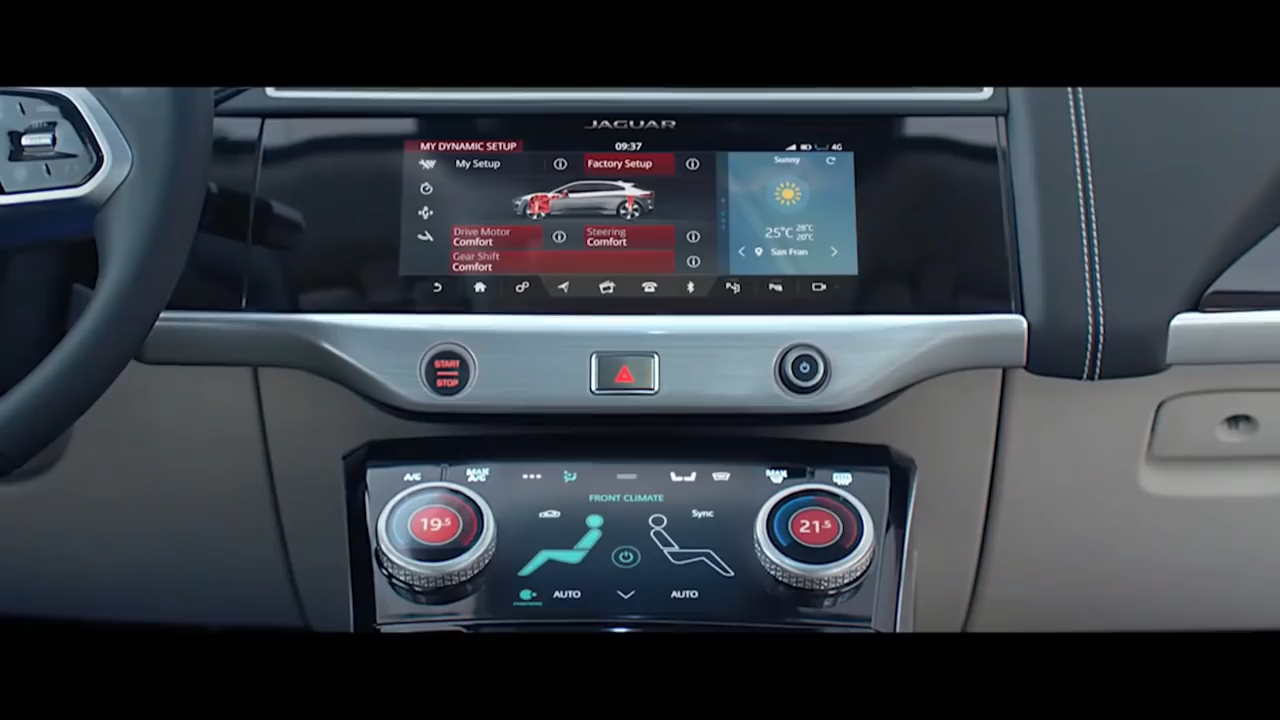 JAGUAR
MY DYNAMIC SETUP
09:37
4G
My Setup
Factory Setup
Sunny
Drive Motor
Comfort
Steering
Comfort
25°C
28°C
20°C
San Fran
Gear Shift
Comfort
START
STOP
A/C
MAX
A/C
MAX
FRONT CLIMATE
19.5
Sync
21.5
AUTO
AUTO